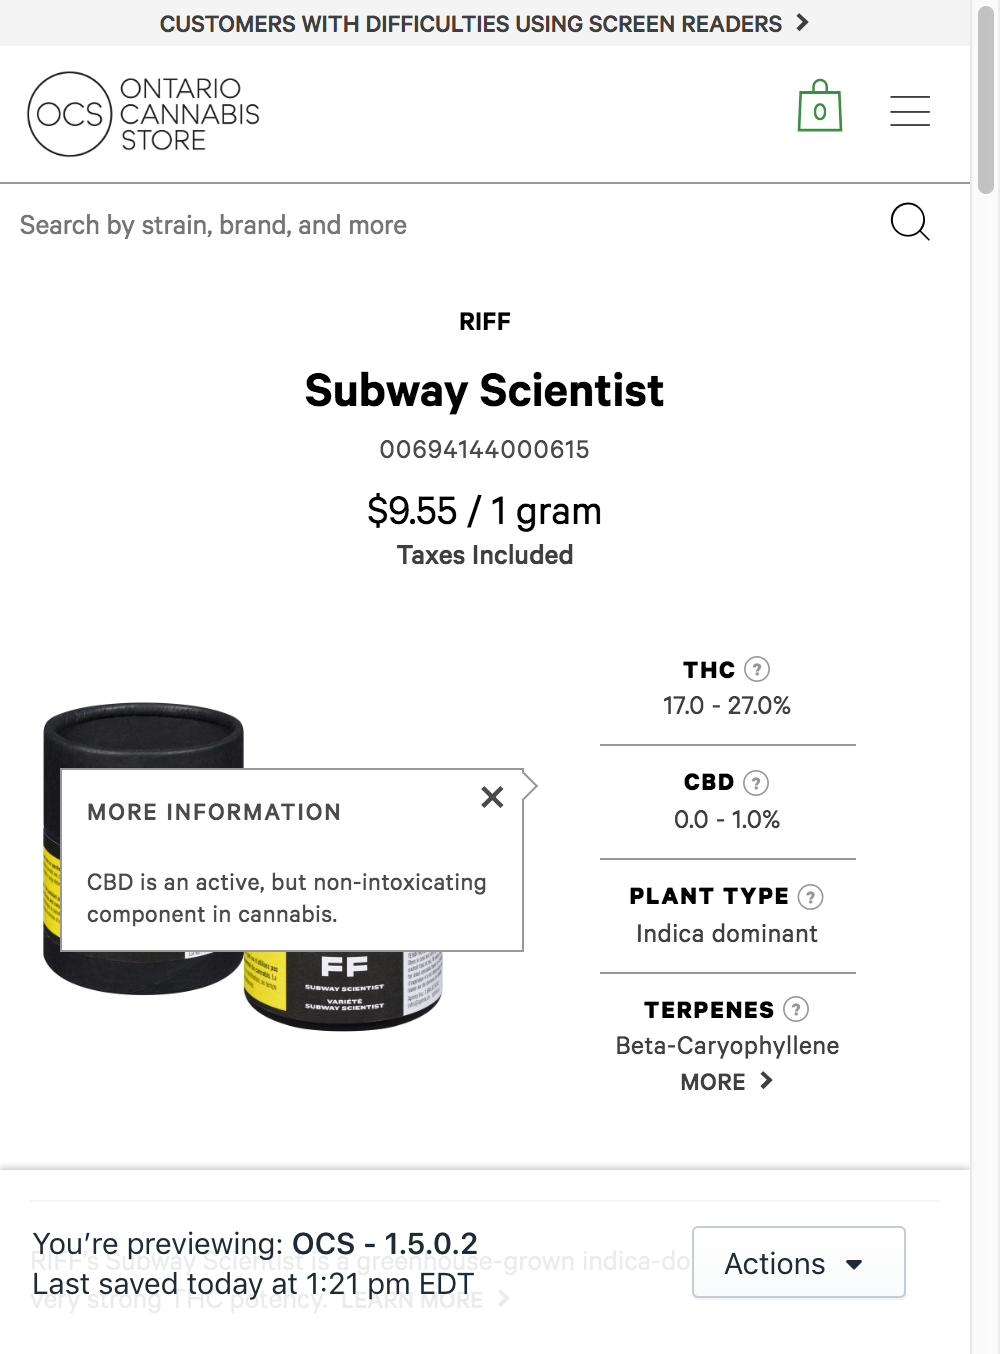 CUSTOMERS WITH DIFFICULTIES USING SCREEN READERS
OCS
ONTARIO
CANNABIS
STORE
0
Search by strain, brand, and more
RIFF
Subway Scientist
00694144000615
$9.55 / 1 gram
Taxes Included
THC ?
17.0 - 27.0%
CBD ?
0.0 - 1.0%
PLANT TYPE ?
Indica dominant
TERPENES ?
Beta-Caryophyllene
MORE
MORE INFORMATION
CBD is an active, but non-intoxicating
component in cannabis.
FF
SUBWAY SCIENTIST
VARIÉTÉ
SUBWAY SCIENTIST
You're previewing: OCS - 1.5.0.2
Last saved today at 1:21 pm EDT
Actions
RIFF's Subway Scientist is a greenhouse-grown indica-do
very strong THC potency. LEARN MORE